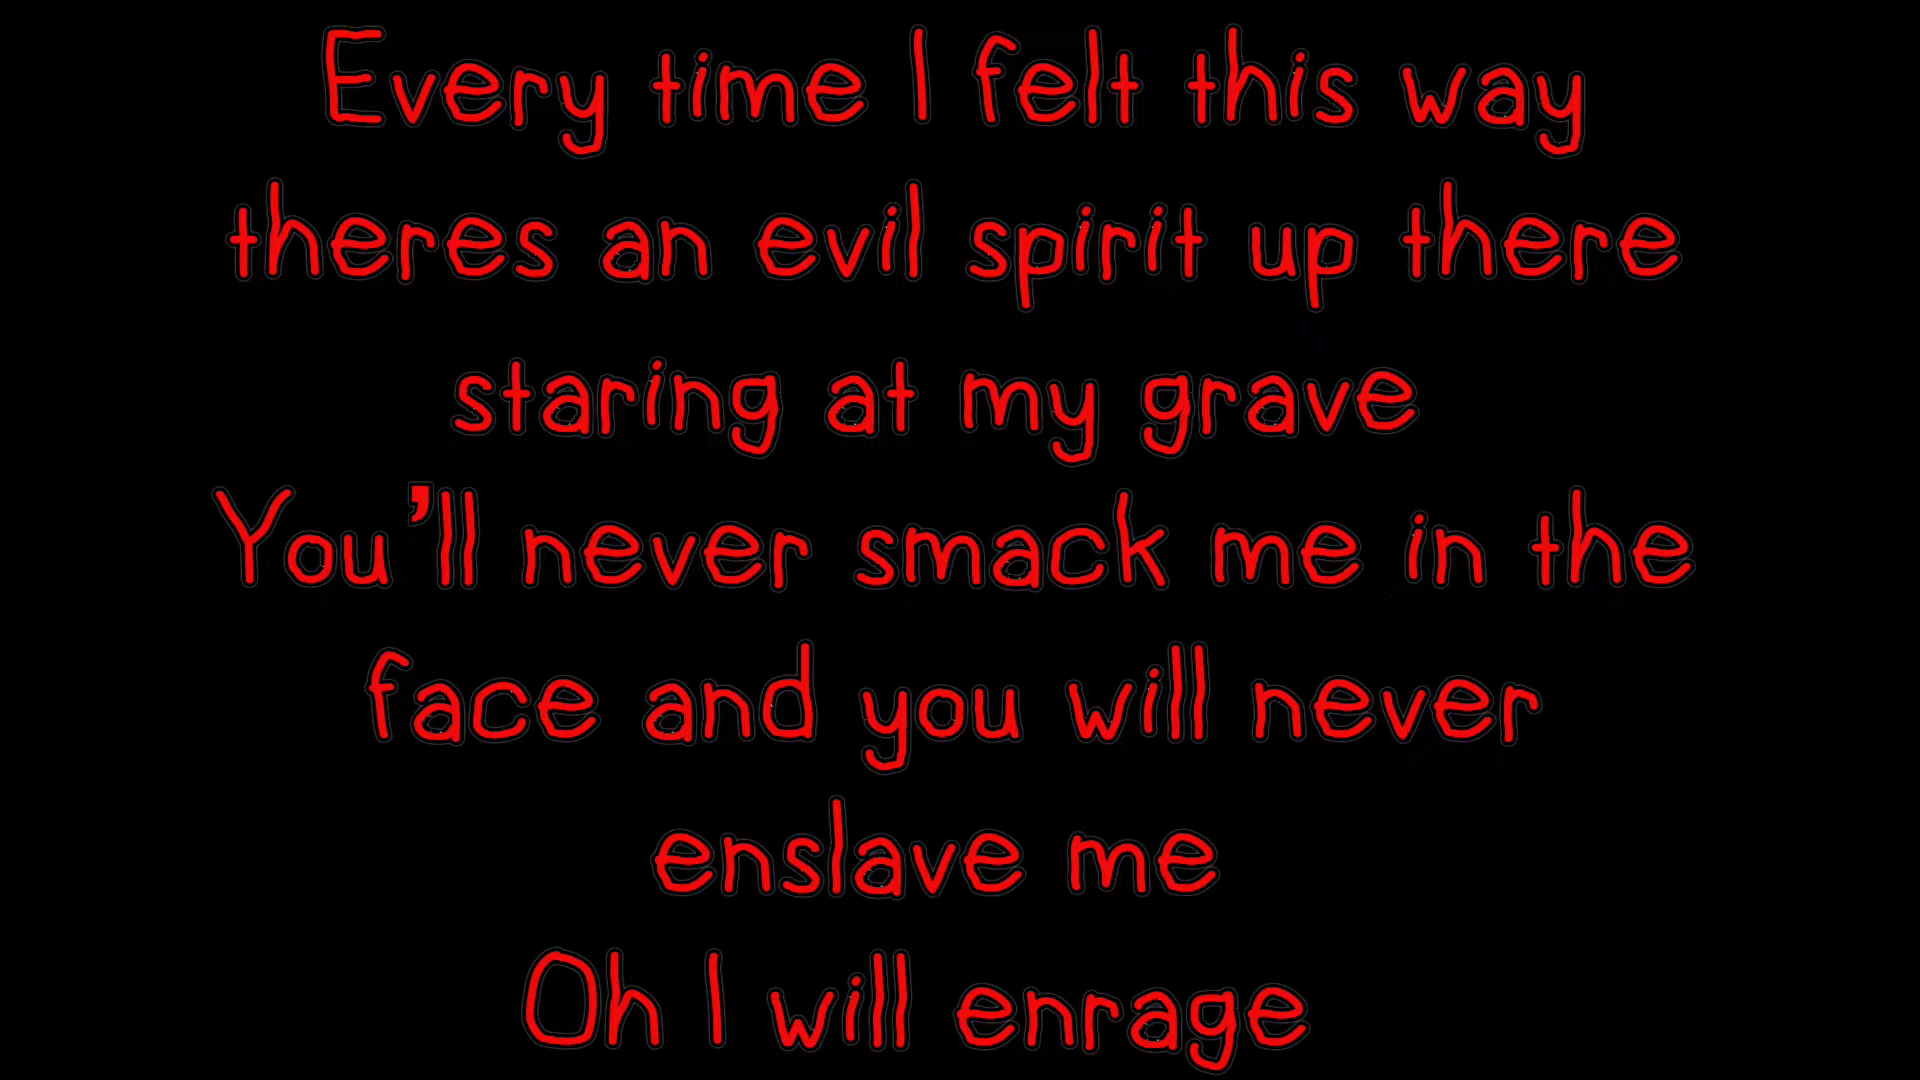 Every time I felt this way
theres an evil spirit up there
staring at my grave
You'll never smack me in the
face and you will never
enslave me
Oh I will enrage